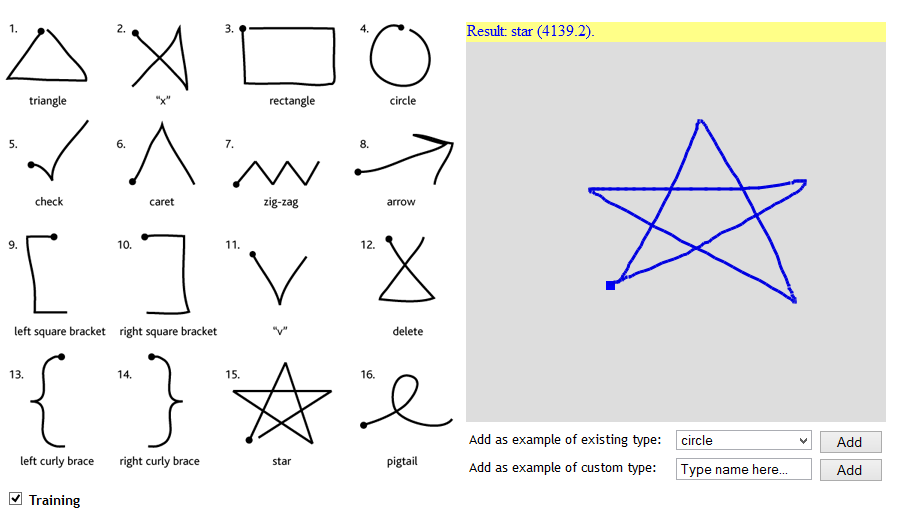 1. 2. 3. 4.
triangle "x" rectangle circle
5. 6. 7. 8.
check caret zig-zag arrow
9. 10. 11. 12.
left square bracket right square bracket "v" delete
13. 14. 15. 16.
left curly brace right curly brace star pigtail
Training
Result: star (4139.2).
Add as example of existing type: circle Add
Add as example of custom type: Type name here... Add